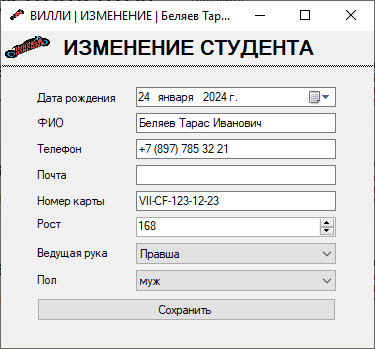 ВИЛЛИ | ИЗМЕНЕНИЕ | Беляев Тар...
ИЗМЕНЕНИЕ СТУДЕНТА
Дата рождения 24 января 2024 г.
ФИО Беляев Тарас Иванович
Телефон +7 (897) 785 32 21
Почта
Номер карты VII-CF-123-12-23
Рост 168
Ведущая рука Правша
Пол муж
Сохранить